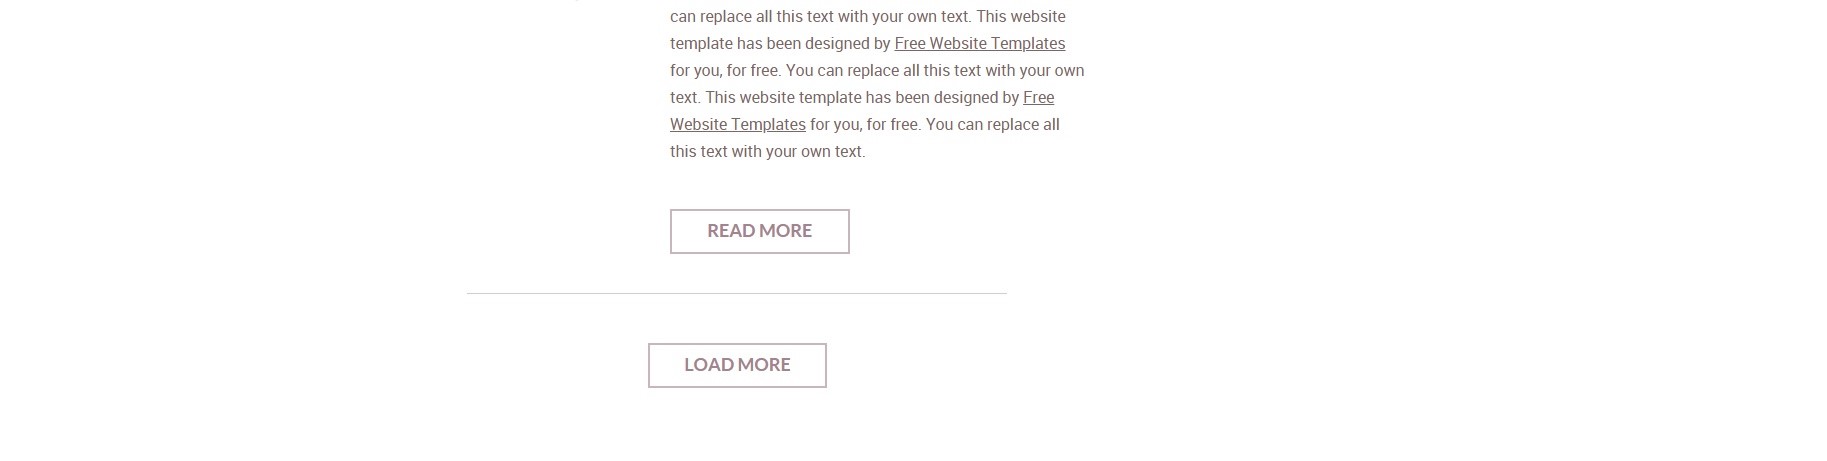 can replace all this text with your own text. This website
template has been designed by Free Website Templates
for you, for free. You can replace all this text with your own
text. This website template has been designed by Free
Website Templates for you, for free. You can replace all
this text with your own text.
READ MORE
LOAD MORE